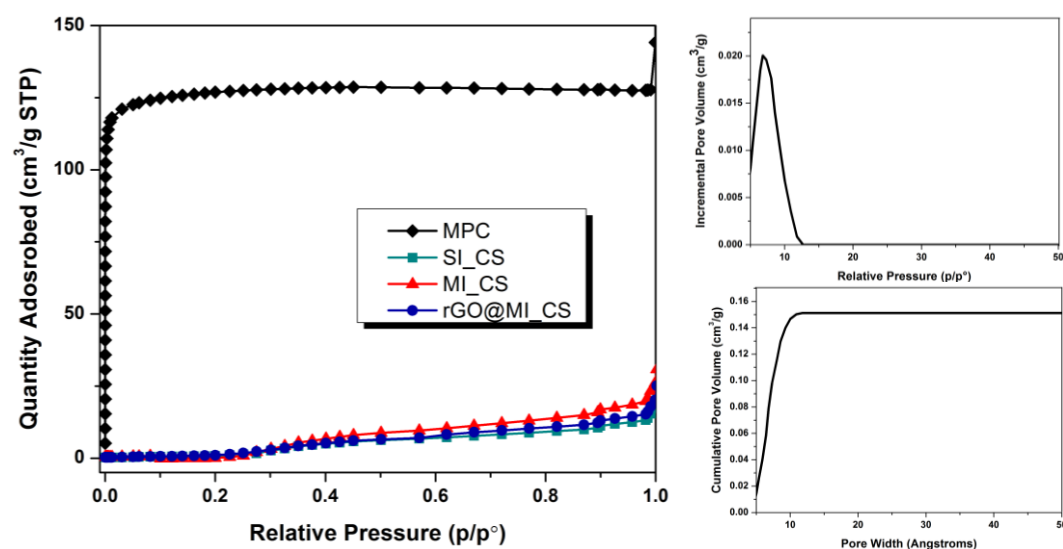 150
100
50
0
Quantity Adosrobed (cm³/g STP)
MPC
SI_CS
MI_CS
rGO@MI_CS
0.0 0.2 0.4 0.6 0.8 1.0
Relative Pressure (p/p°)
0.020
0.015
0.010
0.005
0.000
Incremental Pore Volume (cm³/g)
10 20 30 40 50
Relative Pressure (p/p°)
0.16
0.14
0.12
0.10
0.08
0.06
0.04
0.02
0.00
Cumulative Pore Volume (cm³/g)
10 20 30 40 50
Pore Width (Angstroms)